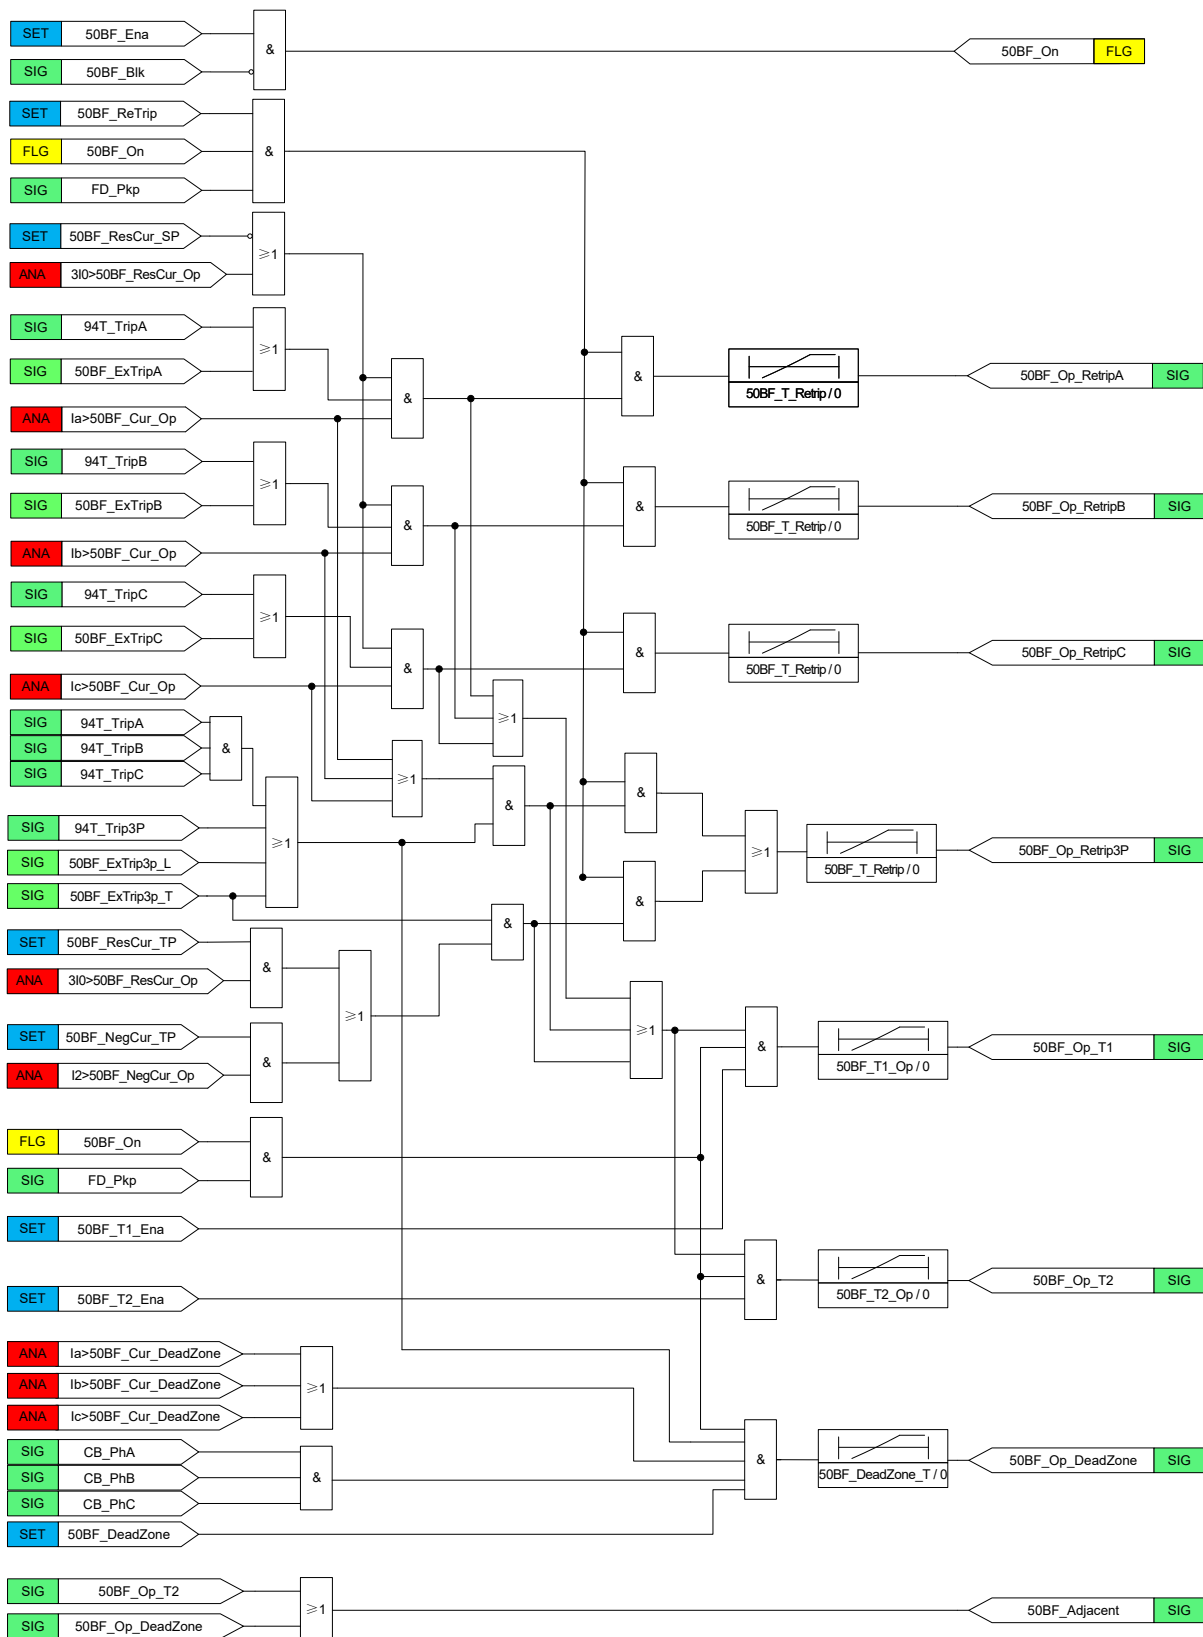 SET 50BF_Ena
&
50BF_On FLG
SIG 50BF_Blk
SET 50BF_ReTrip
FLG 50BF_On
&
SIG FD_Pkp
SET 50BF_ResCur_SP
≥1
ANA 3I0>50BF_ResCur_Op
SIG 94T_TripA
≥1
SIG 50BF_ExTripA
&
&
50BF_T_Retrip / 0
50BF_Op_RetripA SIG
ANA Ia>50BF_Cur_Op
SIG 94T_TripB
≥1
SIG 50BF_ExTripB
&
&
50BF_T_Retrip / 0
50BF_Op_RetripB SIG
ANA Ib>50BF_Cur_Op
SIG 94T_TripC
≥1
SIG 50BF_ExTripC
&
&
50BF_T_Retrip / 0
50BF_Op_RetripC SIG
ANA Ic>50BF_Cur_Op
≥1
SIG 94T_TripA
SIG 94T_TripB
&
SIG 94T_TripC
≥1
&
&
SIG 94T_Trip3P
≥1
≥1
50BF_T_Retrip / 0
50BF_Op_Retrip3P SIG
SIG 50BF_ExTrip3p_L
SIG 50BF_ExTrip3p_T
&
&
SET 50BF_ResCur_TP
&
ANA 3I0>50BF_ResCur_Op
≥1
≥1
SET 50BF_NegCur_TP
&
ANA I2>50BF_NegCur_Op
&
50BF_T1_Op / 0
50BF_Op_T1 SIG
FLG 50BF_On
&
SIG FD_Pkp
SET 50BF_T1_Ena
SET 50BF_T2_Ena
&
50BF_T2_Op / 0
50BF_Op_T2 SIG
ANA Ia>50BF_Cur_DeadZone
ANA Ib>50BF_Cur_DeadZone
≥1
ANA Ic>50BF_Cur_DeadZone
SIG CB_PhA
SIG CB_PhB
&
SIG CB_PhC
&
50BF_DeadZone_T / 0
50BF_Op_DeadZone SIG
SET 50BF_DeadZone
SIG 50BF_Op_T2
≥1
50BF_Adjacent SIG
SIG 50BF_Op_DeadZone